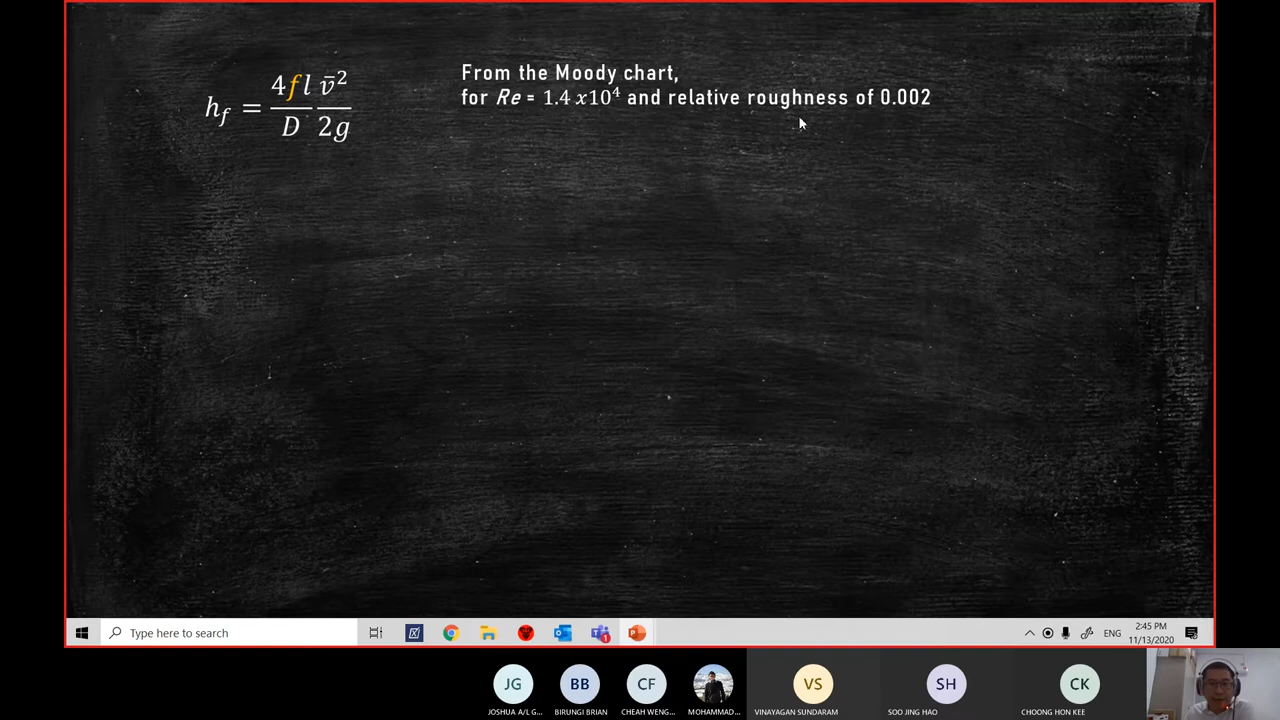 From the Moody chart,
for Re = 1.4 x10⁴ and relative roughness of 0.002
h_f = 4fl/D v̄²/2g
Type here to search
ENG
2:45 PM
11/13/2020
1
JG
BB
CF
VS
SH
CK
JOSHUA A/L G...
BIRUNGI BRIAN
CHEAH WENG...
MOHAMMAD...
VINAYAGAN SUNDARAM
SOO JING HAO
CHOONG HON KEE